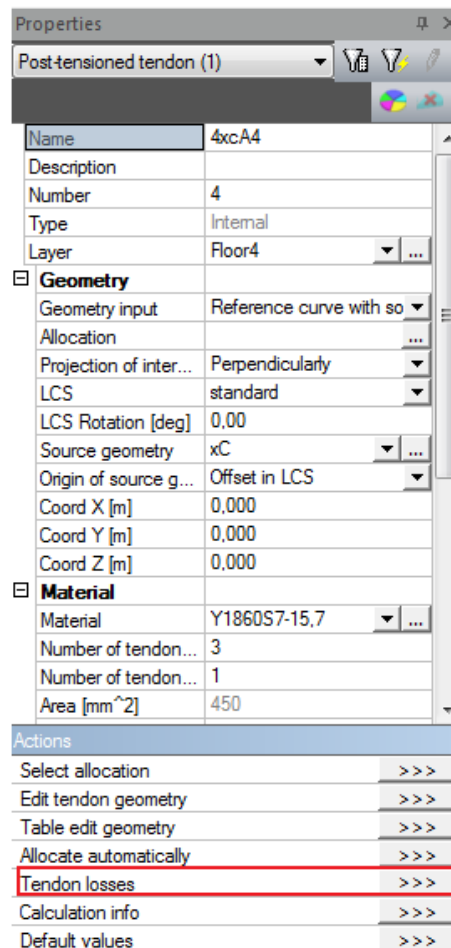 Properties
Post-tensioned tendon (1)
Name 4xcA4
Description
Number 4
Type Internal
Layer Floor4 ...
Geometry
Geometry input Reference curve with so
Allocation ...
Projection of inter... Perpendicularly
LCS standard
LCS Rotation [deg] 0,00
Source geometry xC ...
Origin of source g... Offset in LCS
Coord X [m] 0,000
Coord Y [m] 0,000
Coord Z [m] 0,000
Material
Material Y1860S7-15,7 ...
Number of tendon... 3
Number of tendon... 1
Area [mm^2] 450
Actions
Select allocation >>>
Edit tendon geometry >>>
Table edit geometry >>>
Allocate automatically >>>
Tendon losses >>>
Calculation info >>>
Default values >>>